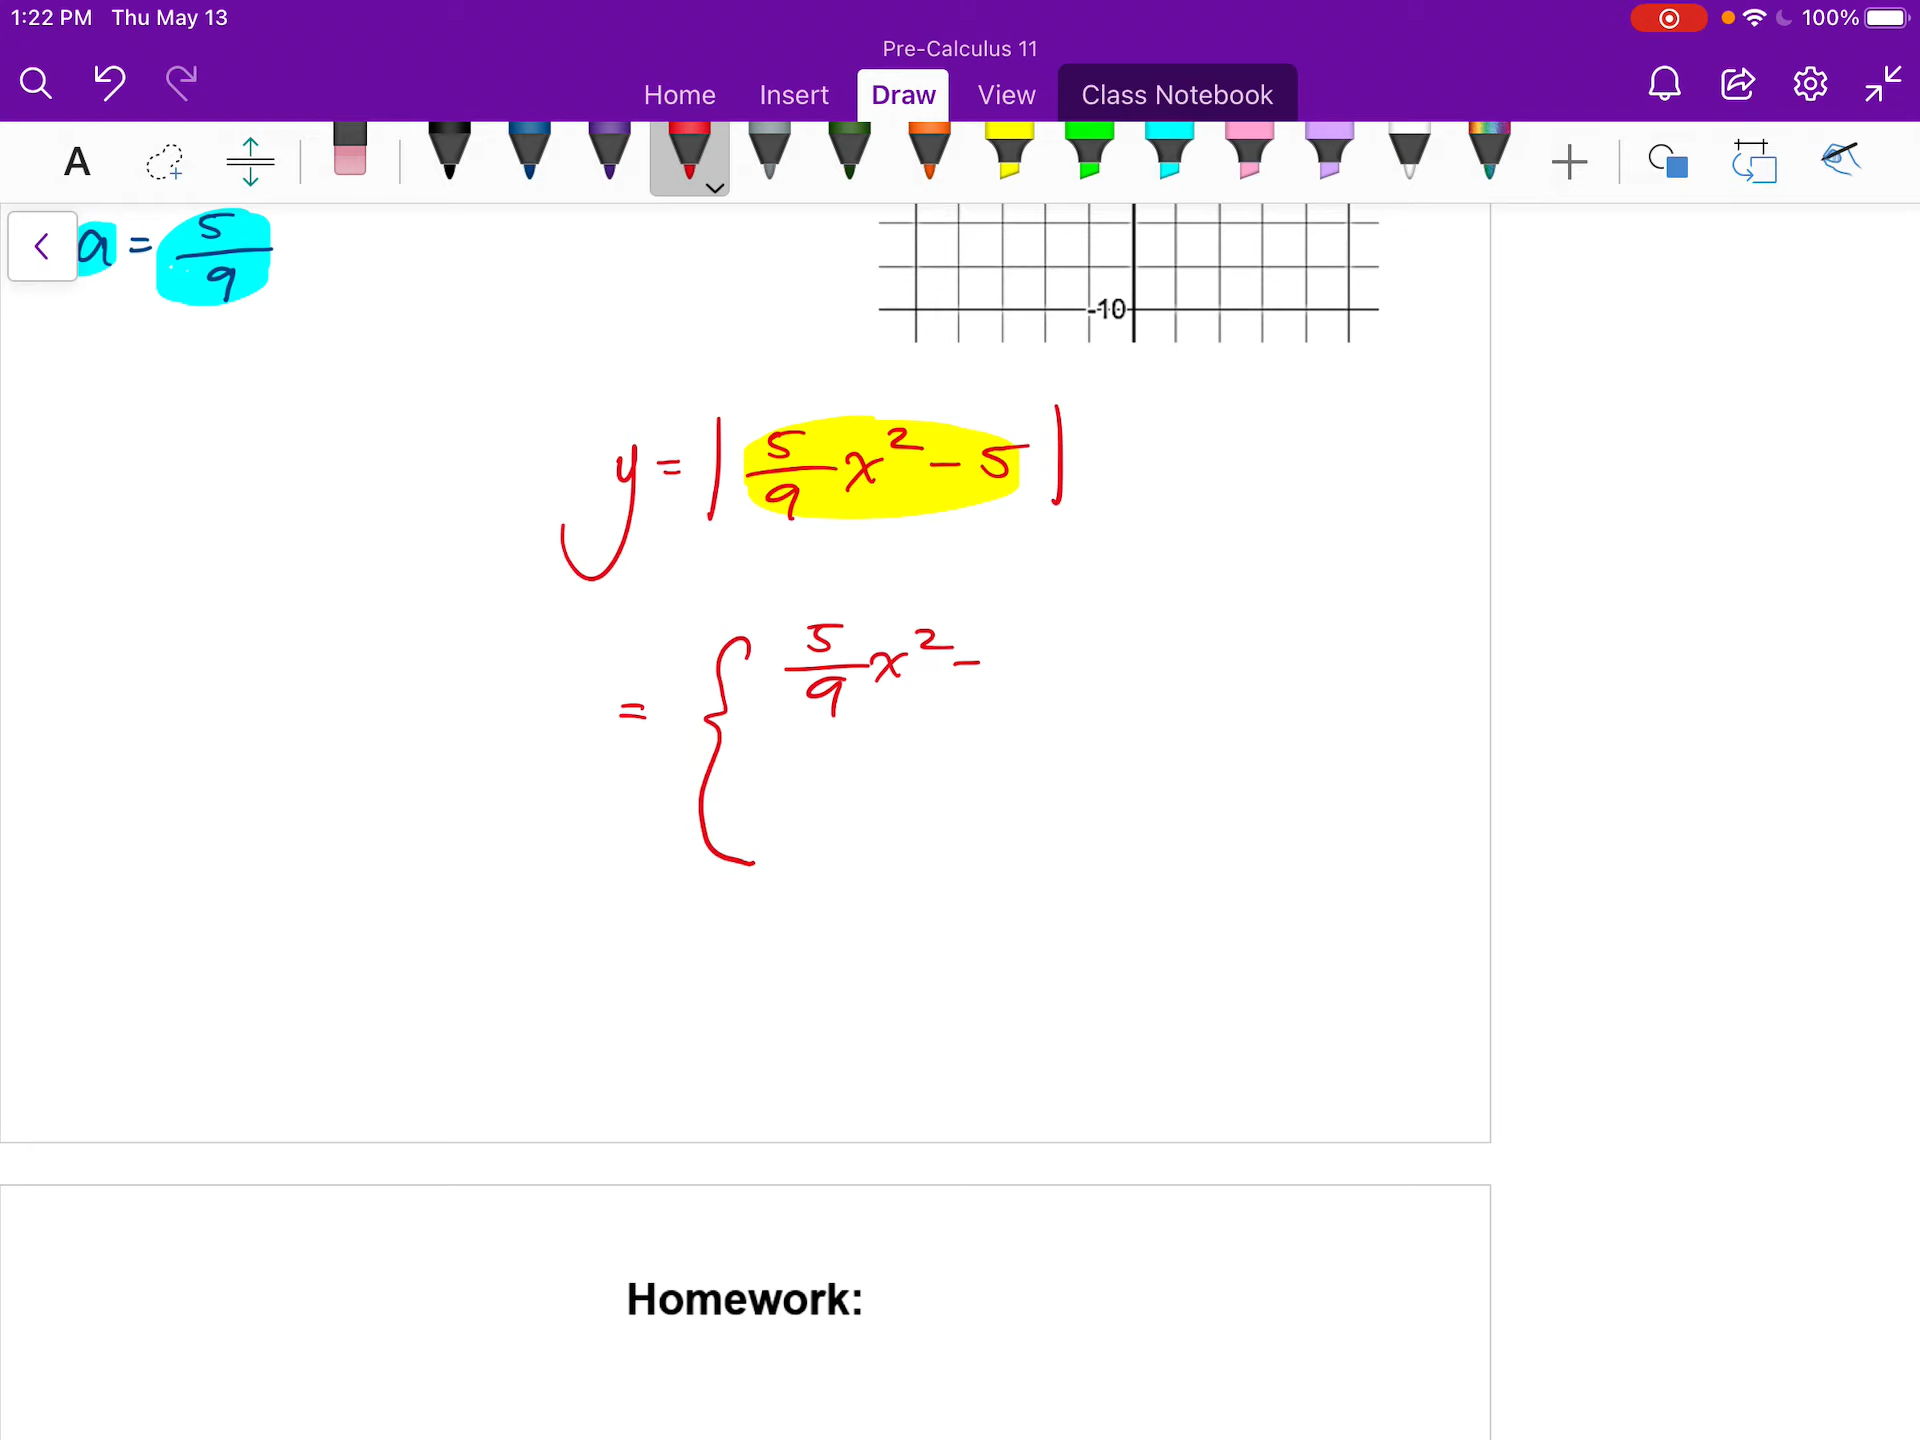 1:22 PM Thu May 13
100%
Pre-Calculus 11
Home Insert Draw View Class Notebook
A
a = 5/9
-10
y = | 5/9 x² - 5 |
= { 5/9 x² -
Homework: